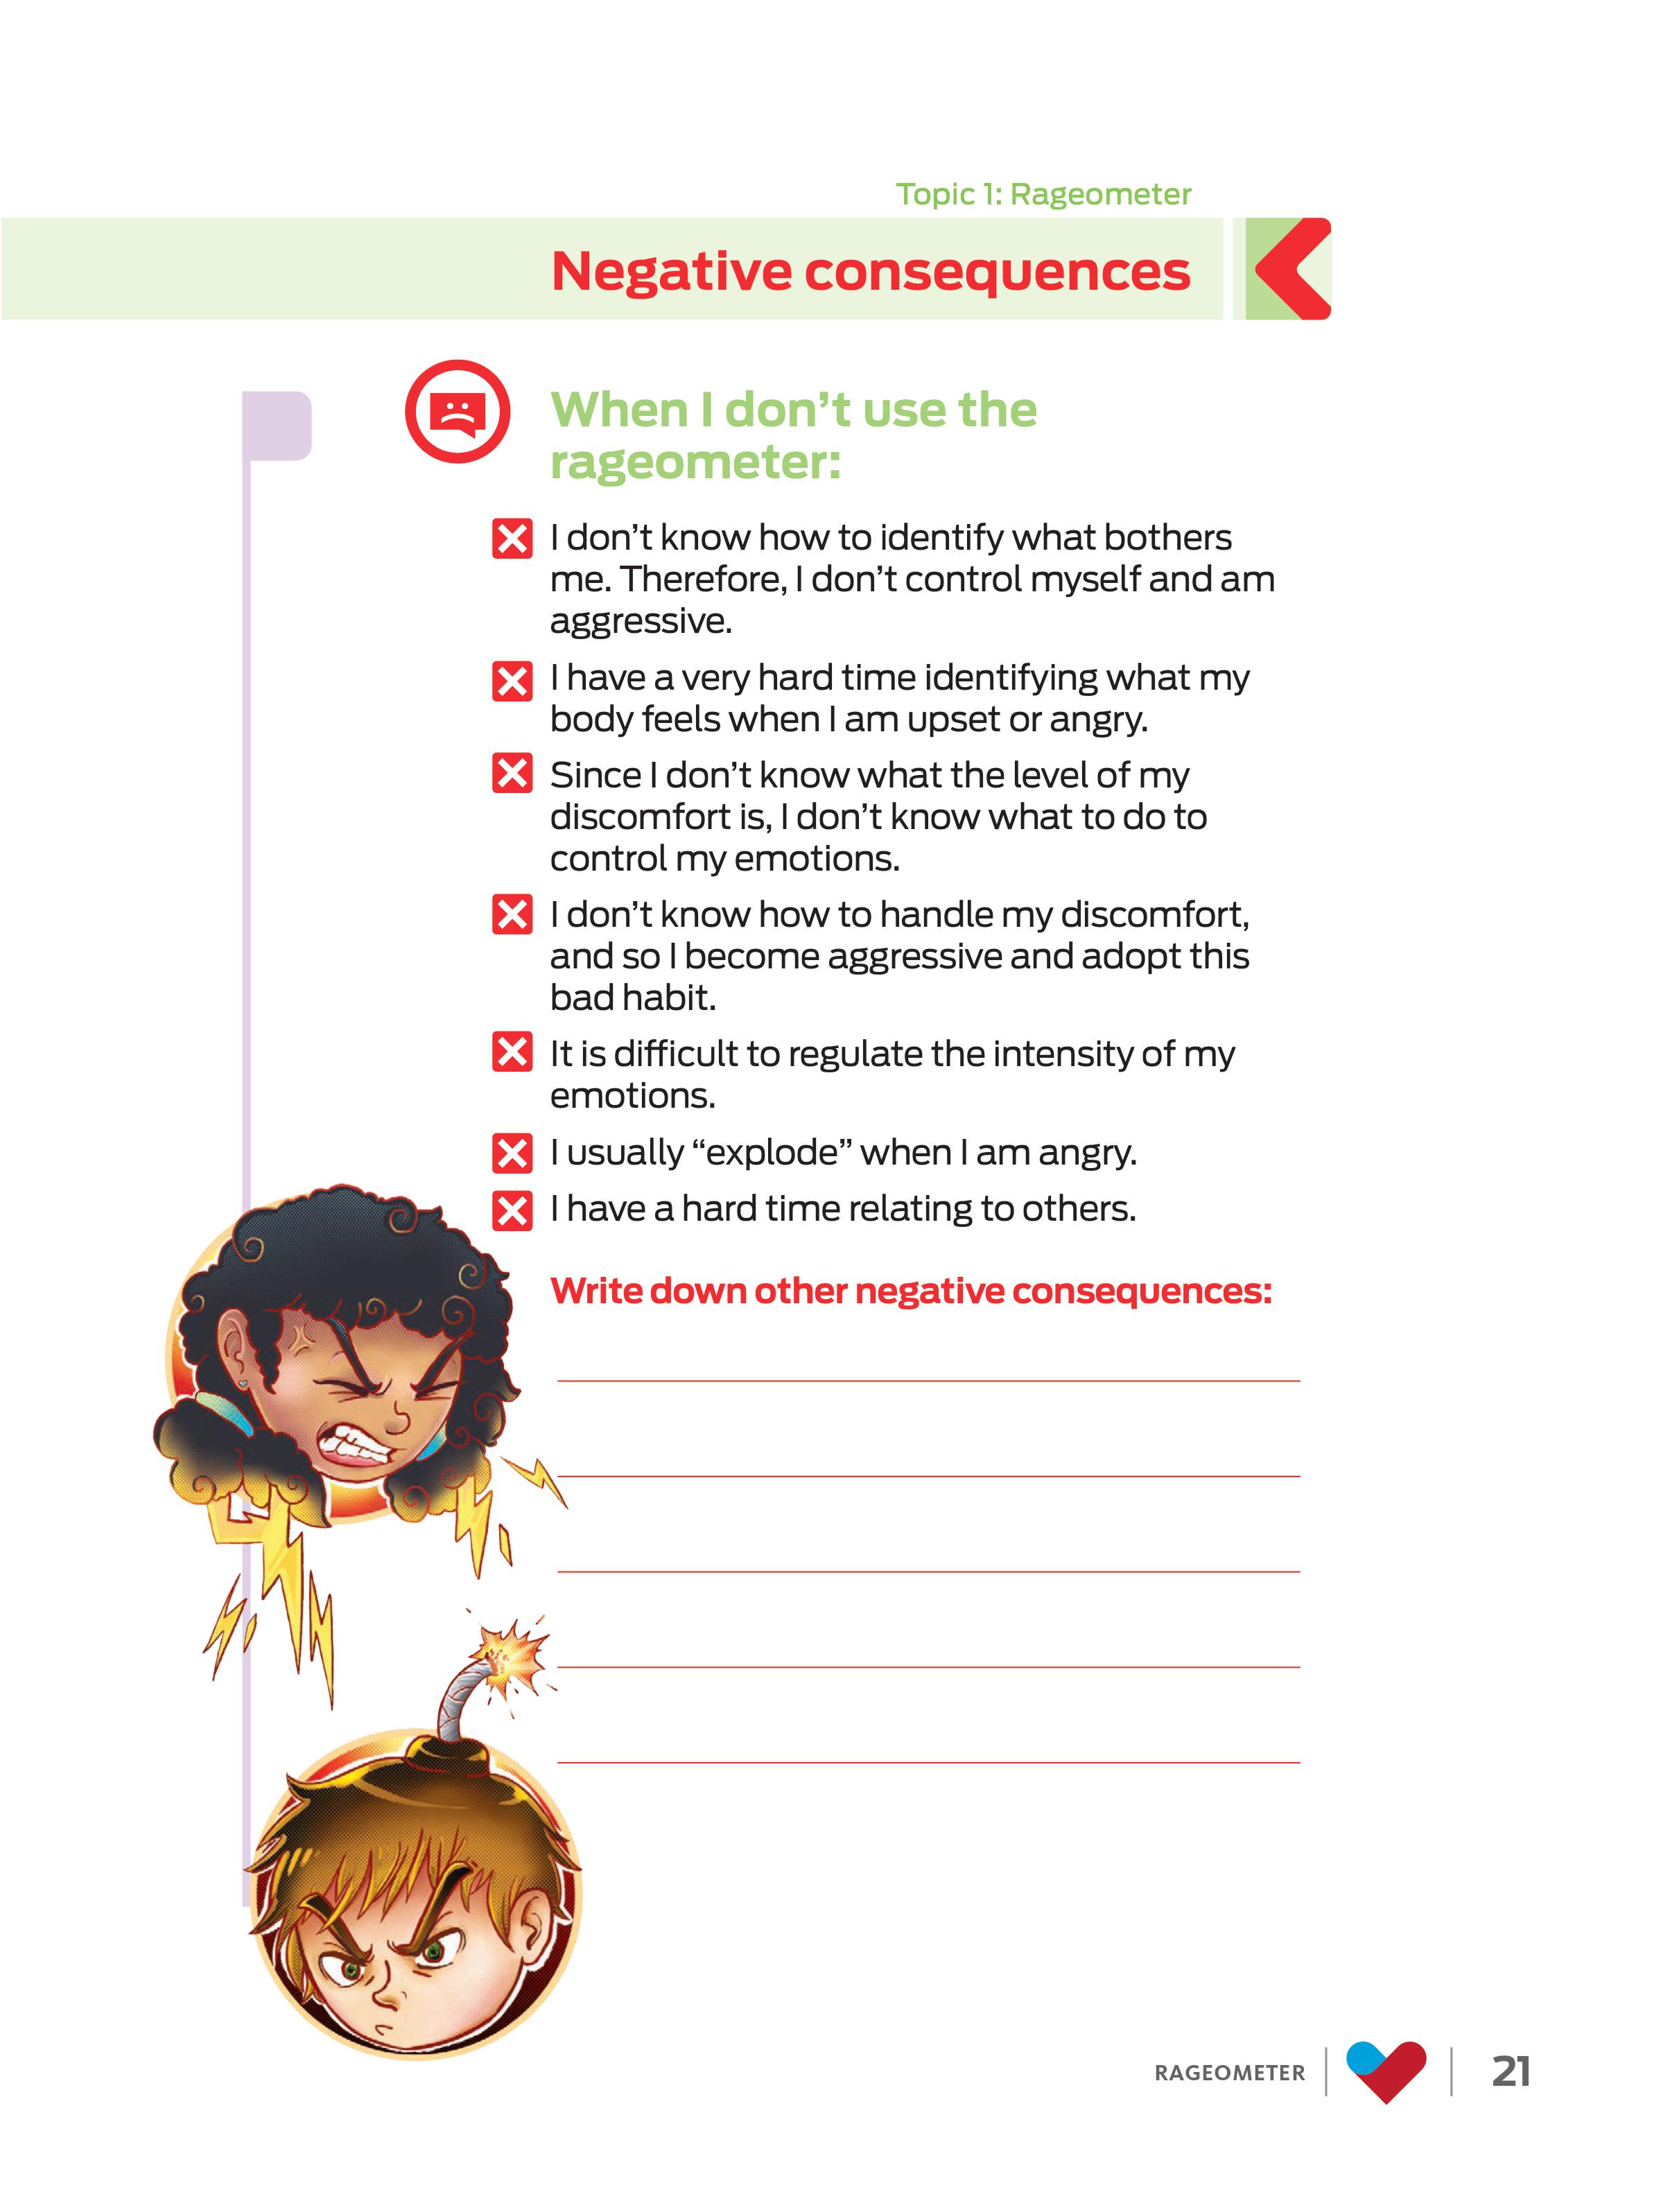 Topic 1: Rageometer
Negative consequences
When I don’t use the
rageometer:
I don’t know how to identify what bothers
me. Therefore, I don’t control myself and am
aggressive.
I have a very hard time identifying what my
body feels when I am upset or angry.
Since I don’t know what the level of my
discomfort is, I don’t know what to do to
control my emotions.
I don’t know how to handle my discomfort,
and so I become aggressive and adopt this
bad habit.
It is difficult to regulate the intensity of my
emotions.
I usually “explode” when I am angry.
I have a hard time relating to others.
Write down other negative consequences:
RAGEOMETER
21